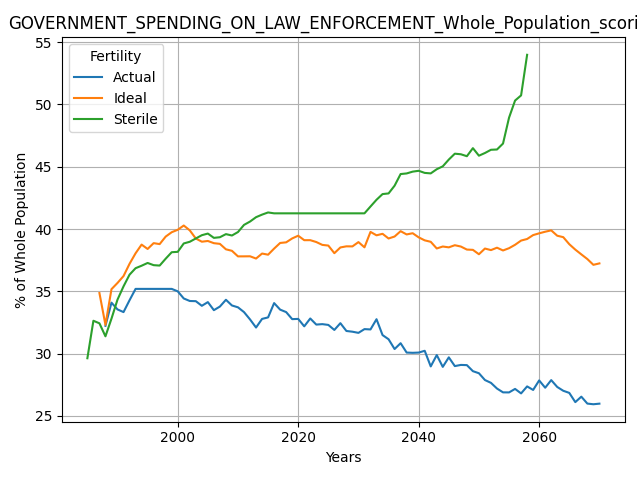 GOVERNMENT_SPENDING_ON_LAW_ENFORCEMENT_Whole_Population_scori
Fertility
Actual
Ideal
Sterile
% of Whole Population
55
50
45
40
35
30
25
2000
2020
2040
2060
Years